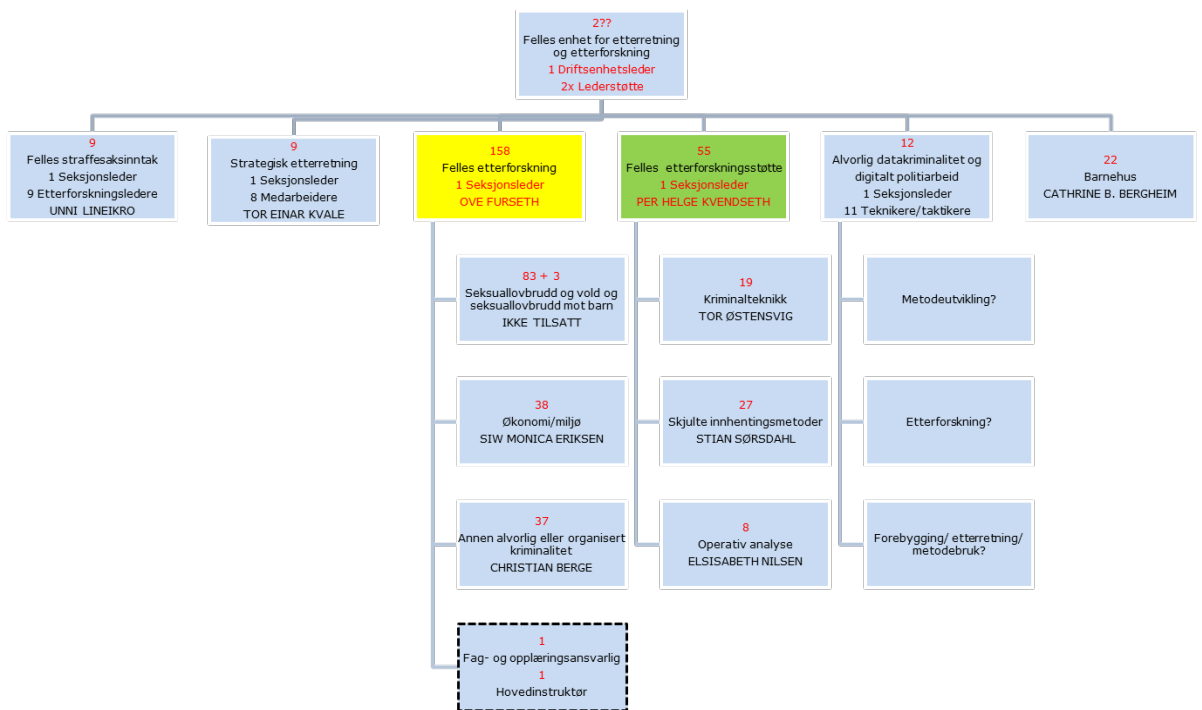 2??
Felles enhet for etterretning
og etterforskning
1 Driftsenhetsleder
2x Lederstøtte
9
Felles straffesaksinntak
1 Seksjonsleder
9 Etterforskningsledere
UNNI LINEIKRO
9
Strategisk etterretning
1 Seksjonsleder
8 Medarbeidere
TOR EINAR KVALE
158
Felles etterforskning
1 Seksjonsleder
OVE FURSETH
55
Felles etterforskningsstøtte
1 Seksjonsleder
PER HELGE KVENDSETH
12
Alvorlig datakriminalitet og
digitalt politiarbeid
1 Seksjonsleder
11 Teknikere/taktikere
22
Barnehus
CATHRINE B. BERGHEIM
83 + 3
Seksuallovbrudd og vold og
seksuallovbrudd mot barn
IKKE TILSATT
19
Kriminalteknikk
TOR ØSTENSVIG
Metodeutvikling?
38
Økonomi/miljø
SIW MONICA ERIKSEN
27
Skjulte innhentingsmetoder
STIAN SØRSDAHL
Etterforskning?
37
Annen alvorlig eller organisert
kriminalitet
CHRISTIAN BERGE
8
Operativ analyse
ELSISABETH NILSEN
Forebygging/ etterretning/
metodebruk?
1
Fag- og opplæringsansvarlig
1
Hovedinstruktør